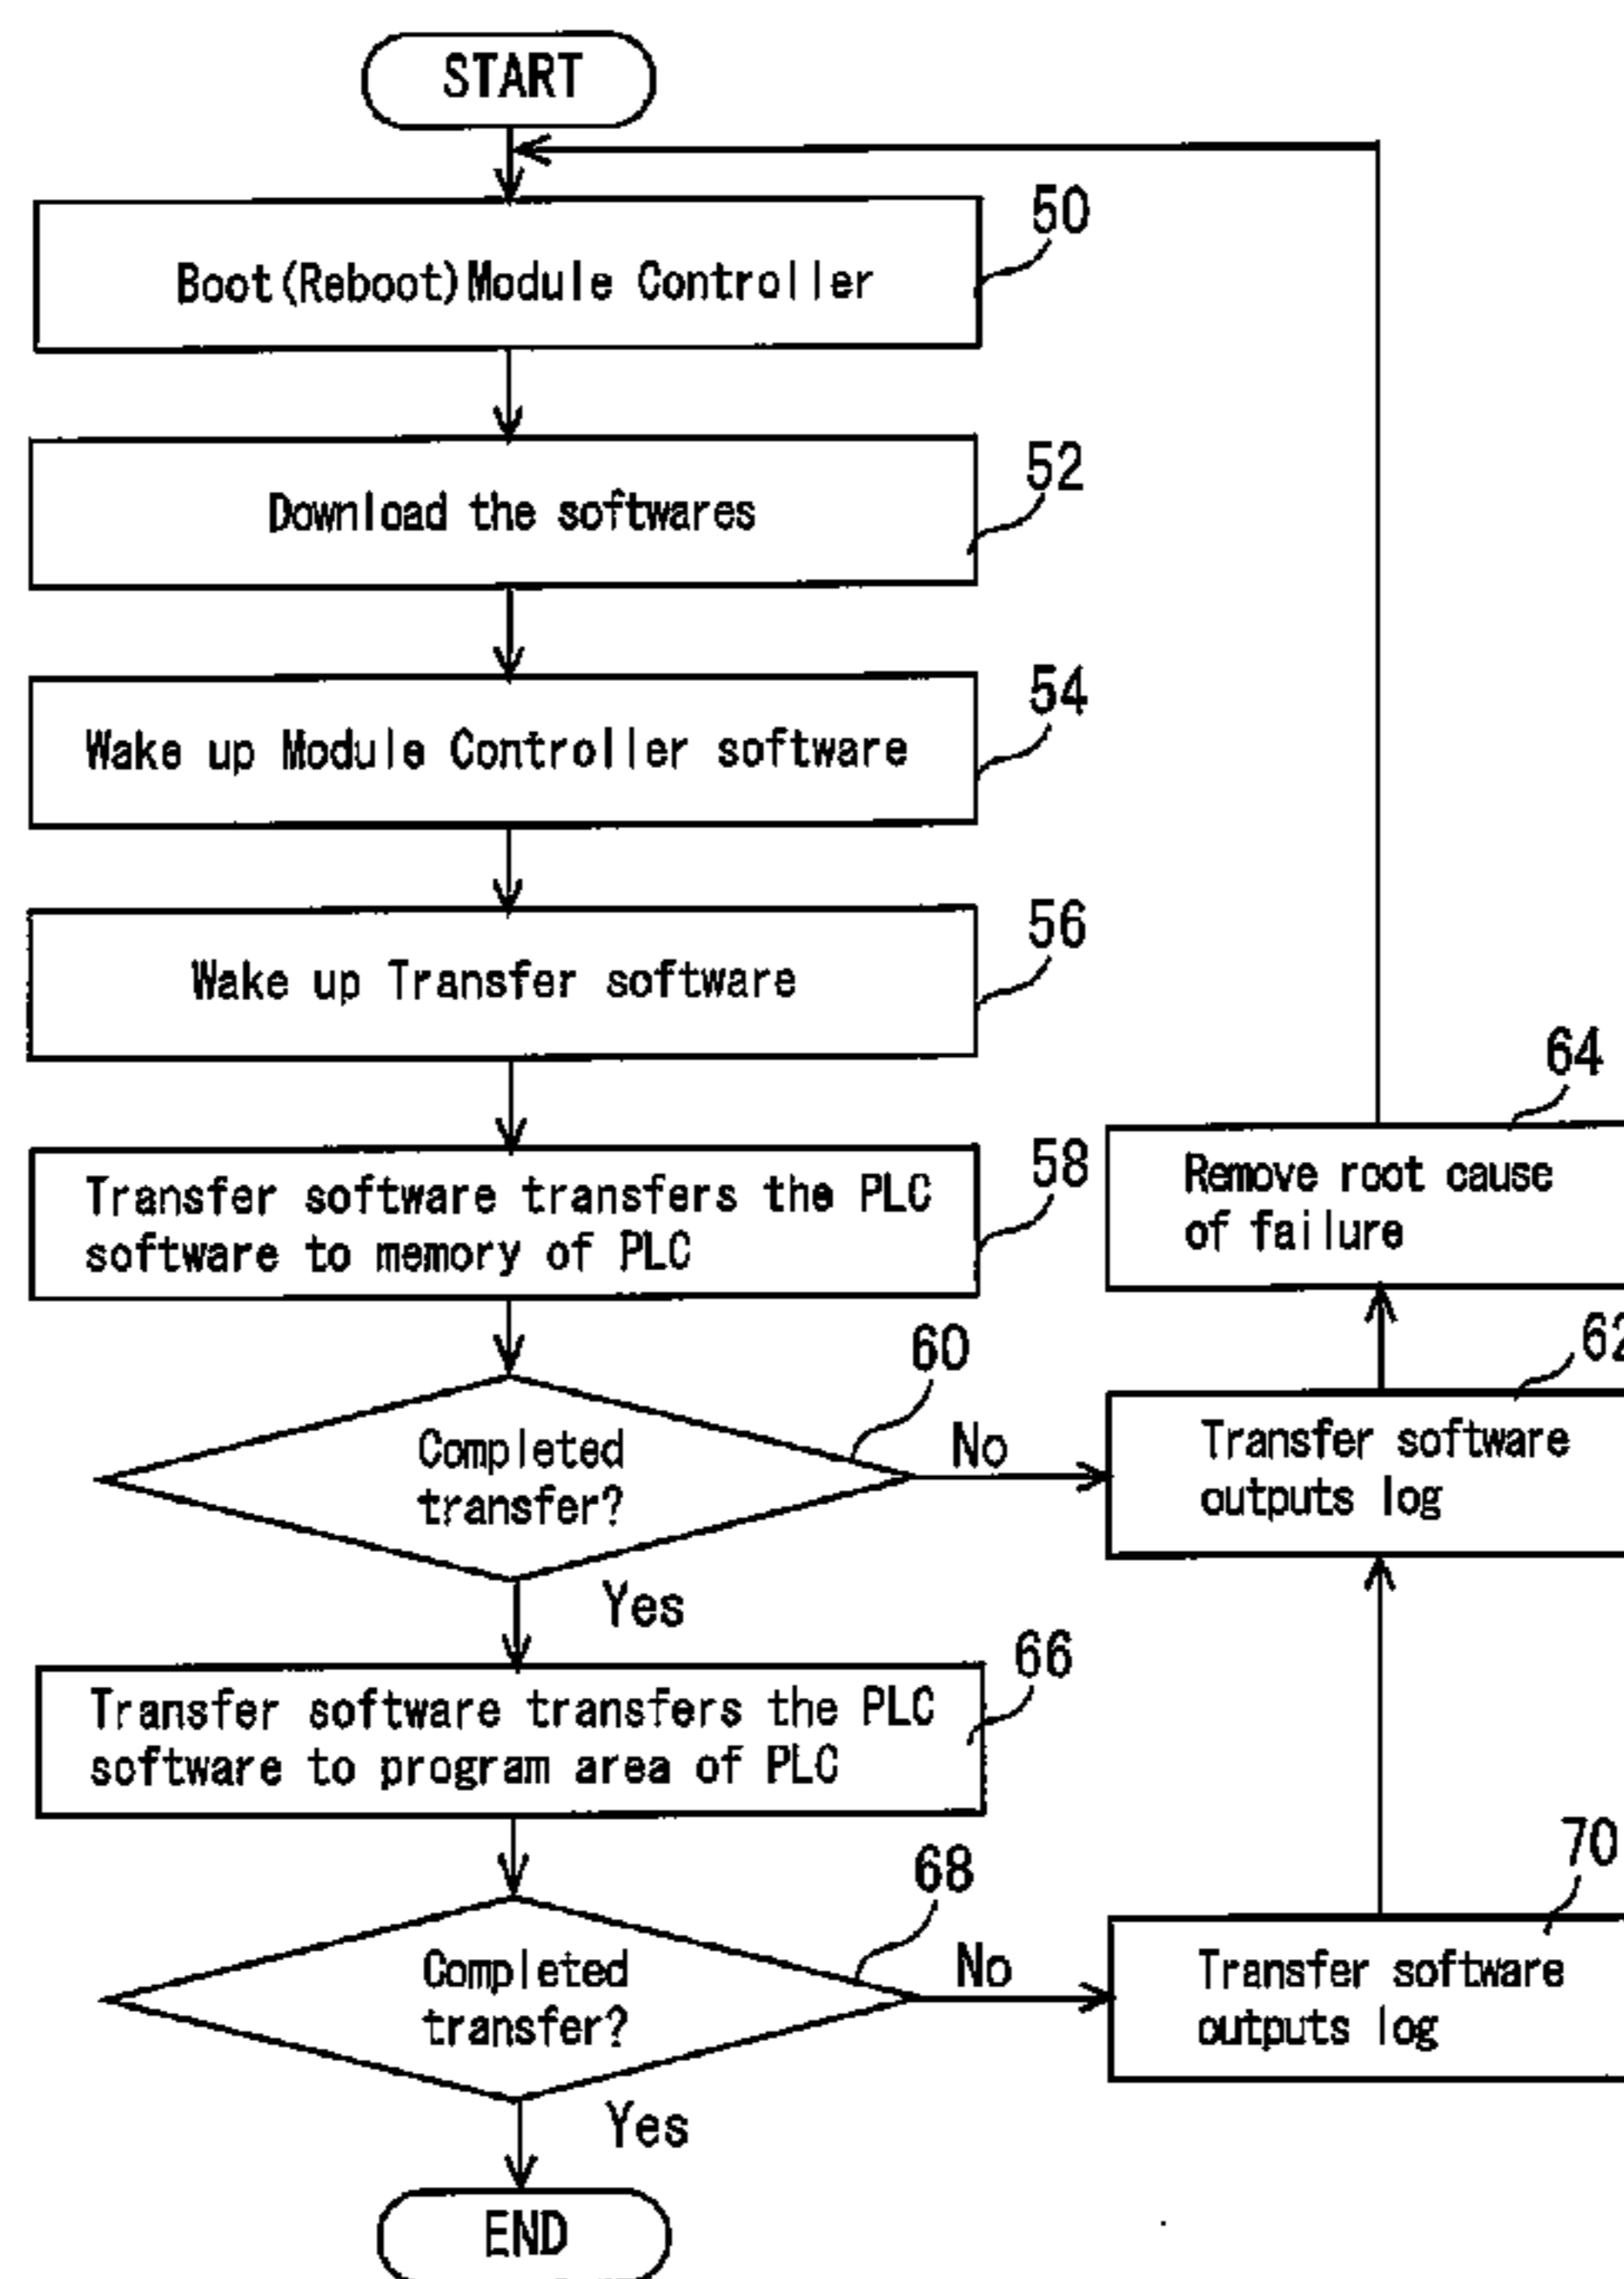 START
50
Boot(Reboot)Module Controller
52
Download the softwares
54
Wake up Module Controller software
56
Wake up Transfer software
64
58
Transfer software transfers the PLC
software to memory of PLC
Remove root cause
of failure
60
62
Completed
transfer?
No
Transfer software
outputs log
Yes
66
Transfer software transfers the PLC
software to program area of PLC
68
70
Completed
transfer?
No
Transfer software
outputs log
Yes
END